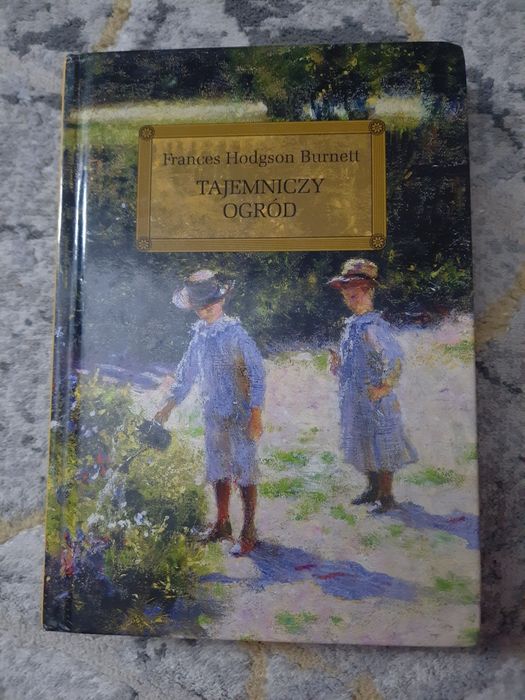 Frances Hodgson Burnett
TAJEMNICZY
OGRÓD